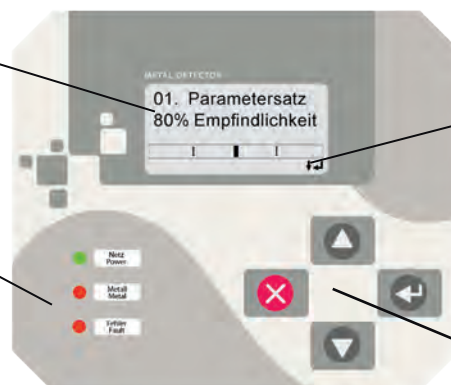 METAL DETECTOR
01. Parametersatz
80% Empfindlichkeit
Netz
Power
Metall
Metal
Fehler
Fault